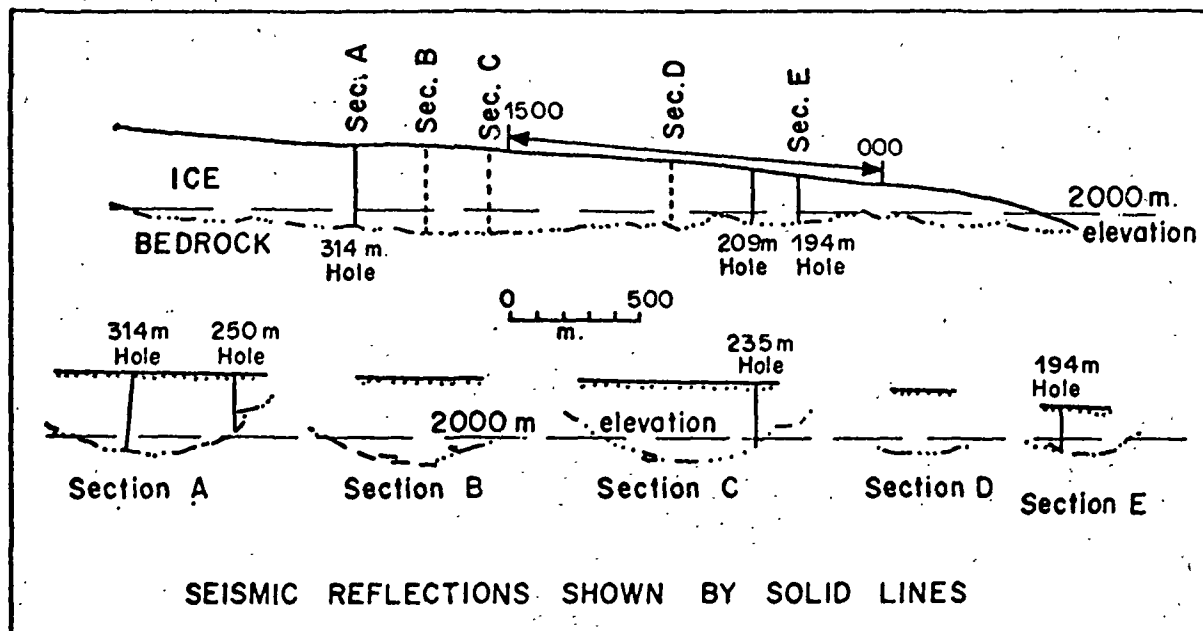 Sec. A
Sec. B
Sec. C
Sec. D
Sec. E
1500
000
ICE
2000 m.
elevation
BEDROCK
314 m.
Hole
209m
Hole
194m
Hole
0
500
m.
314m
Hole
250m
Hole
235m
Hole
194m
Hole
2000 m
elevation
Section A
Section B
Section C
Section D
Section E
SEISMIC REFLECTIONS SHOWN BY SOLID LINES